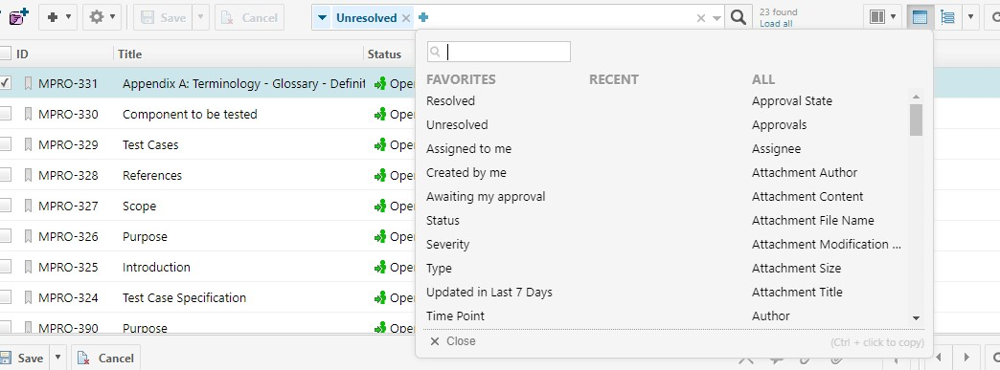 Save Cancel Unresolved 23 found
Load all
ID Title Status
MPRO-331 Appendix A: Terminology - Glossary - Definit Ope
MPRO-330 Component to be tested Ope
MPRO-329 Test Cases Ope
MPRO-328 References Ope
MPRO-327 Scope Ope
MPRO-326 Purpose Ope
MPRO-325 Introduction Ope
MPRO-324 Test Case Specification Ope
MPRO-390 Purpose Ope
FAVORITES
Resolved
Unresolved
Assigned to me
Created by me
Awaiting my approval
Status
Severity
Type
Updated in Last 7 Days
Time Point
RECENT
ALL
Approval State
Approvals
Assignee
Attachment Author
Attachment Content
Attachment File Name
Attachment Modification ...
Attachment Size
Attachment Title
Author
Close (Ctrl + click to copy)
Save Cancel